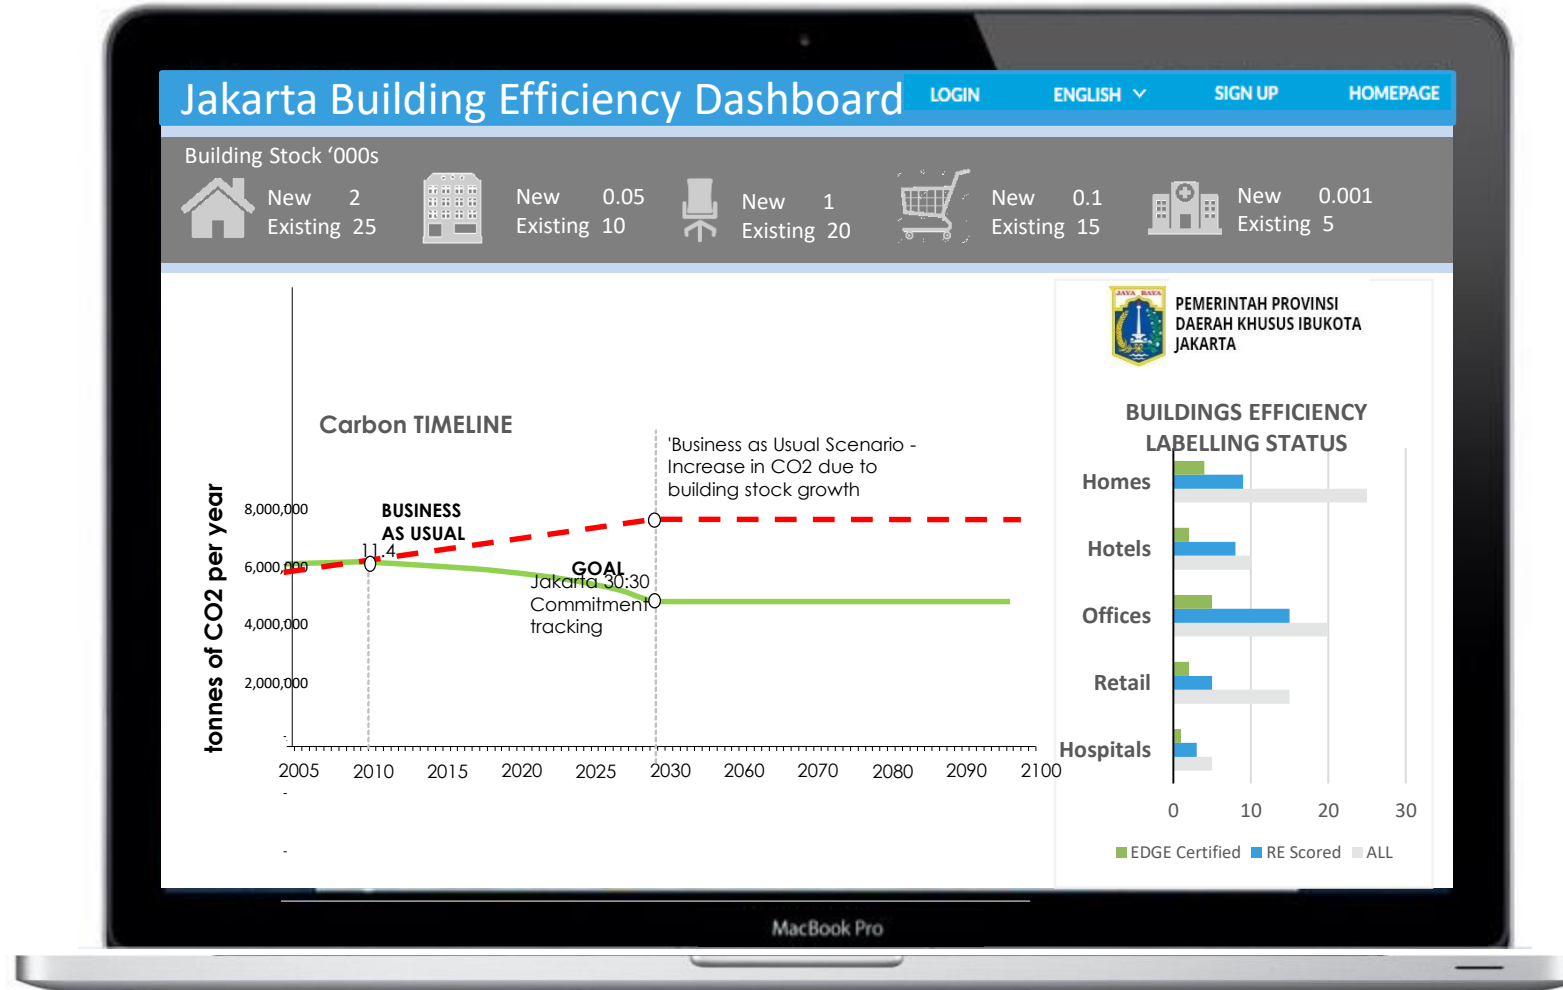 Jakarta Building Efficiency Dashboard
LOGIN
ENGLISH
SIGN UP
HOMEPAGE
Building Stock ‘000s
New 2
Existing 25
New 0.05
Existing 10
New 1
Existing 20
New 0.1
Existing 15
New 0.001
Existing 5
JAYA RAYA
PEMERINTAH PROVINSI
DAERAH KHUSUS IBUKOTA
JAKARTA
Carbon TIMELINE
tonnes of CO2 per year
8,000,000
6,000,000
4,000,000
2,000,000
-
-
-
BUSINESS
AS USUAL
11.4
'Business as Usual Scenario -
Increase in CO2 due to
building stock growth
GOAL
Jakarta 30:30
Commitment
tracking
2005 2010 2015 2020 2025 2030 2060 2070 2080 2090 2100
BUILDINGS EFFICIENCY
LABELLING STATUS
Homes
Hotels
Offices
Retail
Hospitals
0 10 20 30
EDGE Certified RE Scored ALL
MacBook Pro